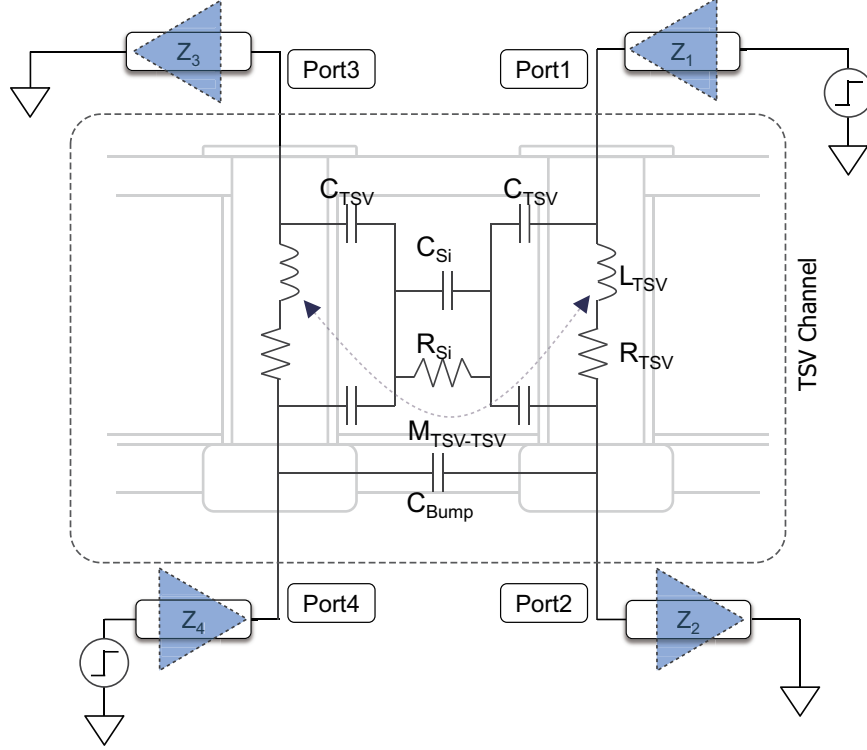 Z3
Port3
Port1
Z1
CTSV
CTSV
CSi
LTSV
RSi
RTSV
TSV Channel
MTSV-TSV
CBump
Z4
Port4
Port2
Z2